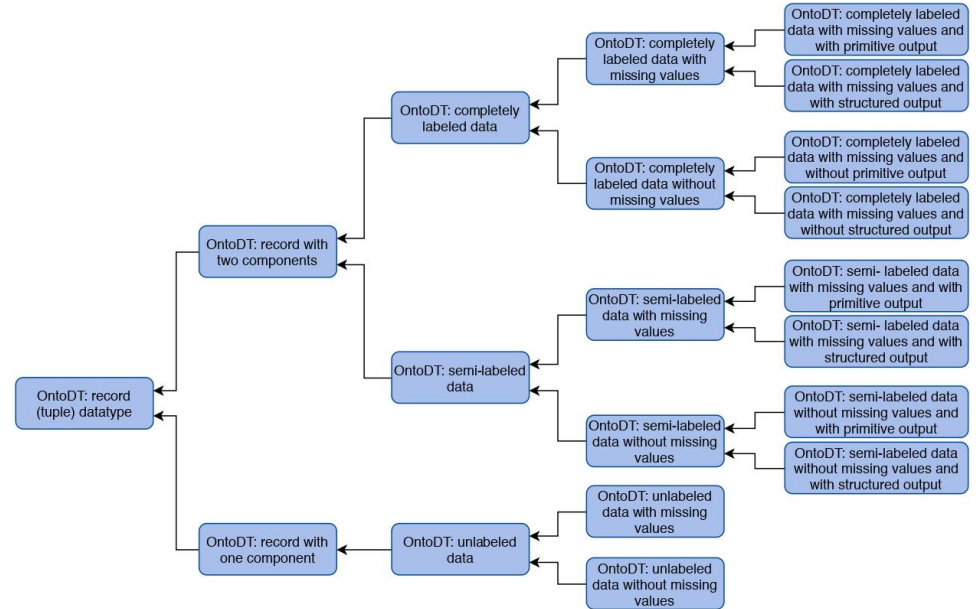 OntoDT: completely labeled
data with missing values and
with primitive output
OntoDT: completely
labeled data with
missing values
OntoDT: completely labeled
data with missing values and
with structured output
OntoDT: completely
labeled data
OntoDT: completely labeled
data with missing values and
without primitive output
OntoDT: completely
labeled data without
missing values
OntoDT: completely labeled
data with missing values and
without structured output
OntoDT: record with
two components
OntoDT: semi- labeled data
with missing values and with
primitive output
OntoDT: semi-labeled
data with missing
values
OntoDT: semi- labeled data
with missing values and with
structured output
OntoDT: semi-labeled
data
OntoDT: record
(tuple) datatype
OntoDT: semi-labeled data
without missing values and
with primitive output
OntoDT: semi-labeled
data without missing
values
OntoDT: semi-labeled data
without missing values and
with structured output
OntoDT: unlabeled
data with missing
values
OntoDT: record with
one component
OntoDT: unlabeled
data
OntoDT: unlabeled
data without missing
values